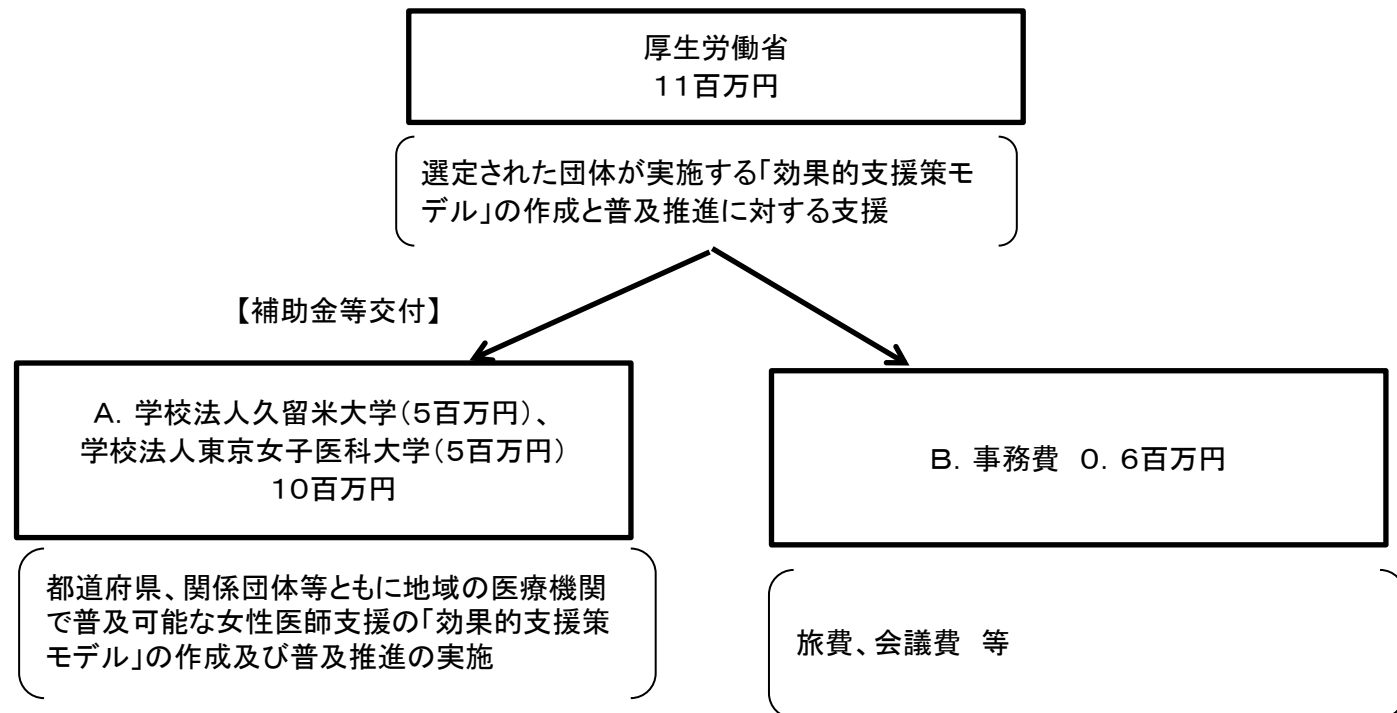 厚生労働省
11百万円
選定された団体が実施する「効果的支援策モ
デル」の作成と普及推進に対する支援
【補助金等交付】
A. 学校法人久留米大学(5百万円)、
学校法人東京女子医科大学(5百万円)
10百万円
B. 事務費 0. 6百万円
都道府県、関係団体等ともに地域の医療機関
で普及可能な女性医師支援の「効果的支援策
モデル」の作成及び普及推進の実施
旅費、会議費 等